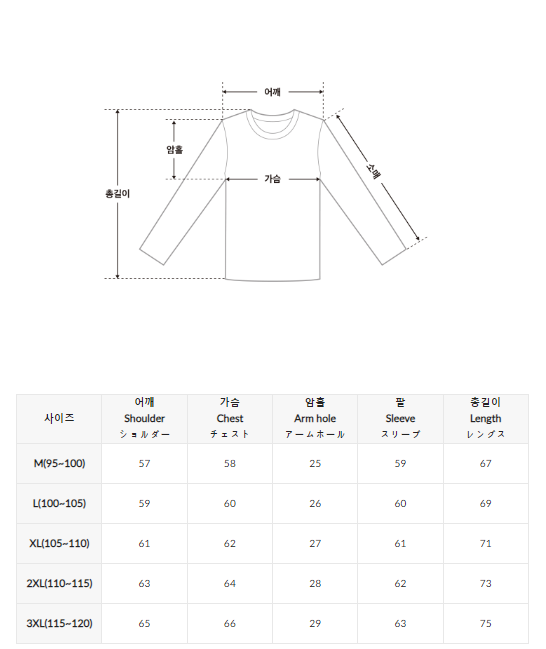 어깨
암홀
소매
가슴
총길이
사이즈
어깨
Shoulder
ショルダー
가슴
Chest
チェスト
암홀
Arm hole
アームホール
팔
Sleeve
スリーブ
총길이
Length
レングス
M(95~100) 57 58 25 59 67
L(100~105) 59 60 26 60 69
XL(105~110) 61 62 27 61 71
2XL(110~115) 63 64 28 62 73
3XL(115~120) 65 66 29 63 75